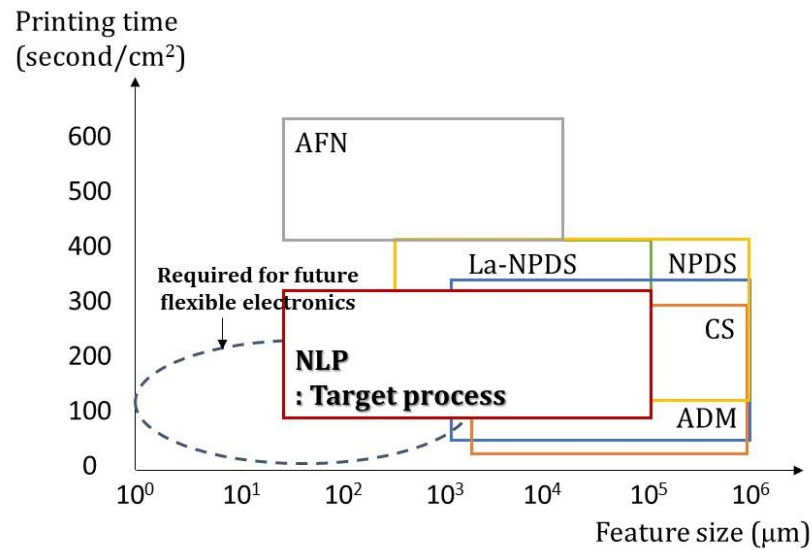 Printing time
(second/cm²)
600
500
400
300
200
100
0
AFN
La-NPDS
NPDS
Required for future
flexible electronics
CS
NLP
: Target process
ADM
10⁰
10¹
10²
10³
10⁴
10⁵
10⁶
Feature size (μm)